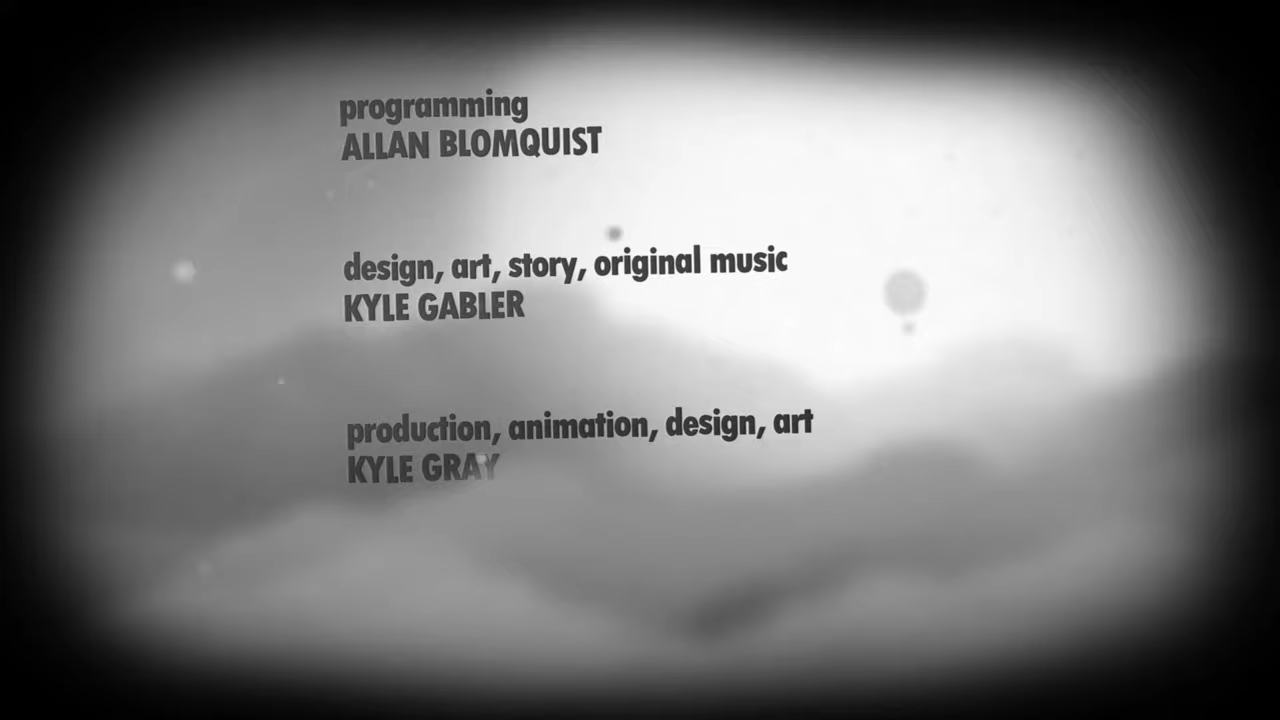 programming
ALLAN BLOMQUIST
design, art, story, original music
KYLE GABLER
production, animation, design, art
KYLE GRAY